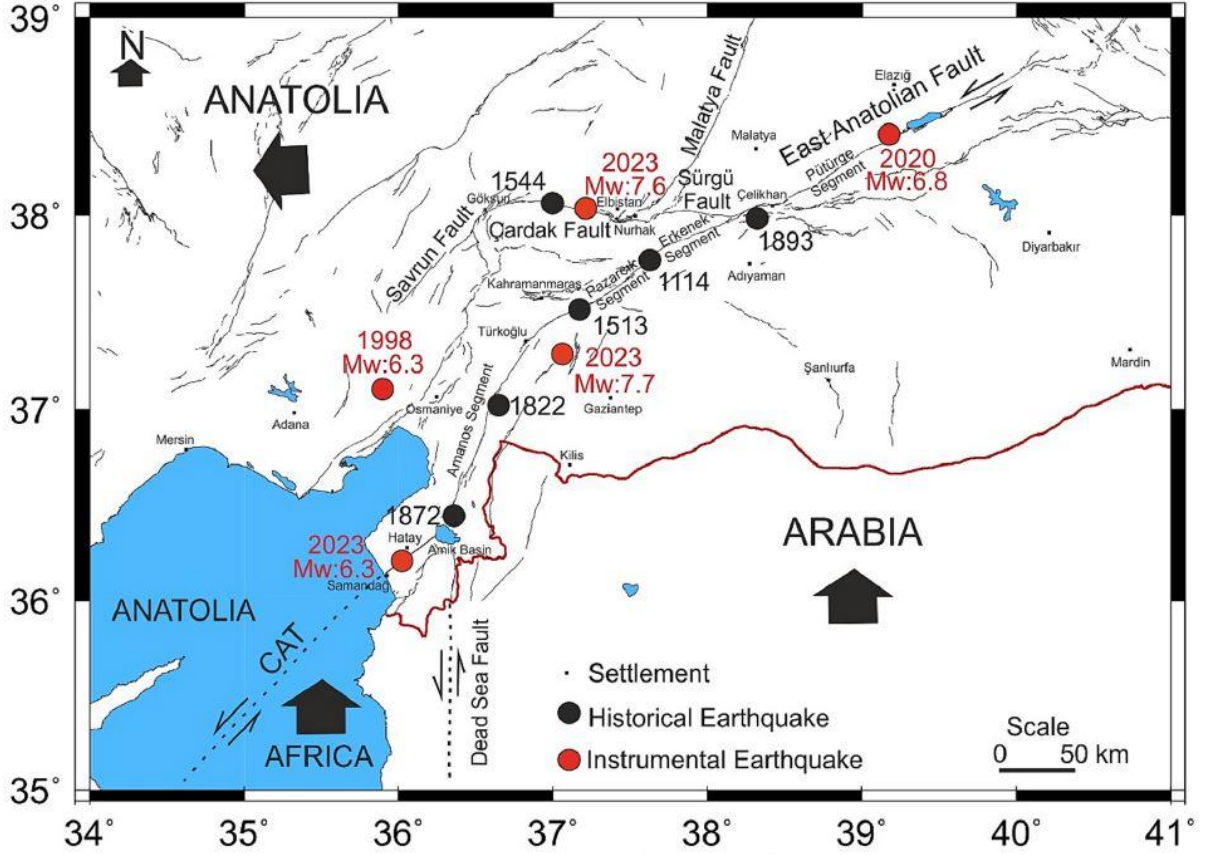 39°
38°
37°
36°
35°
34°
35°
36°
37°
38°
39°
40°
41°
N
ANATOLIA
Malatya Fault
Elazığ
East Anatolian Fault
Malatya
Pütürge
Segment
2020
Mw:6.8
1544
2023
Mw:7.6
Sürgü
Fault
Göksun
Elbistan
Çelikhan
Nurhak
Çardak Fault
Savrun Fault
Erkenek
Segment
1893
Diyarbakır
Adıyaman
1114
Pazarcık
Segment
Kahramanmaraş
1513
Türkoğlu
1998
Mw:6.3
2023
Mw:7.7
Şanlıurfa
Mardin
Osmaniye
1822
Gaziantep
Adana
Amanos Segment
Mersin
Kilis
1872
Hatay
Amik Basin
2023
Mw:6.3
Samandağ
ARABIA
ANATOLIA
CAT
Dead Sea Fault
AFRICA
Settlement
Historical Earthquake
Instrumental Earthquake
Scale
0 50 km